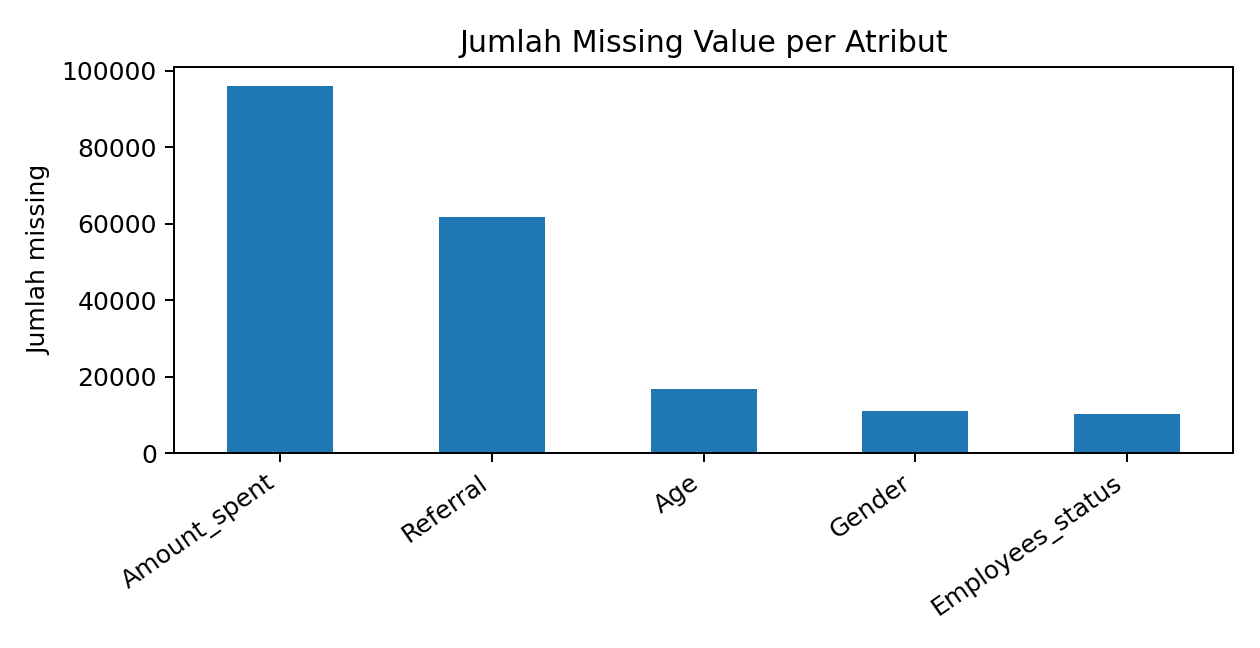 Jumlah Missing Value per Atribut
Jumlah missing
100000
80000
60000
40000
20000
0
Amount_spent
Referral
Age
Gender
Employees_status